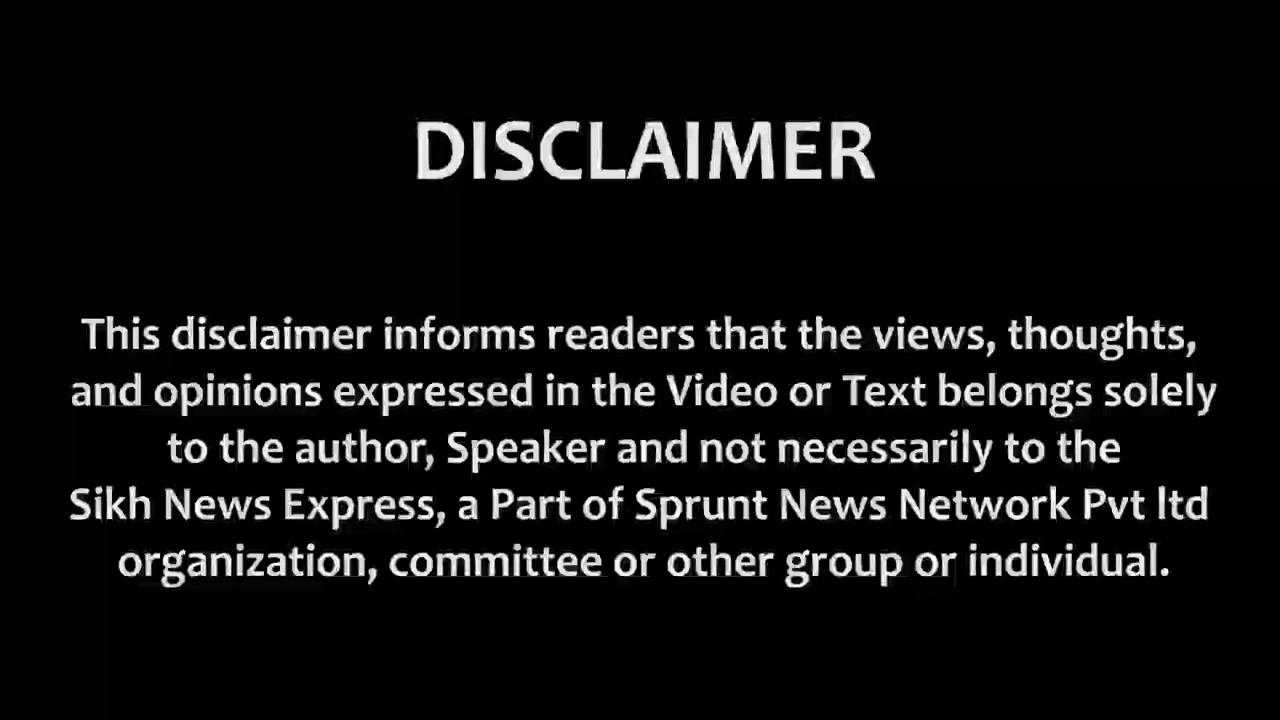 DISCLAIMER
This disclaimer informs readers that the views, thoughts,
and opinions expressed in the Video or Text belongs solely
to the author, Speaker and not necessarily to the
Sikh News Express, a Part of Sprunt News Network Pvt ltd
organization, committee or other group or individual.